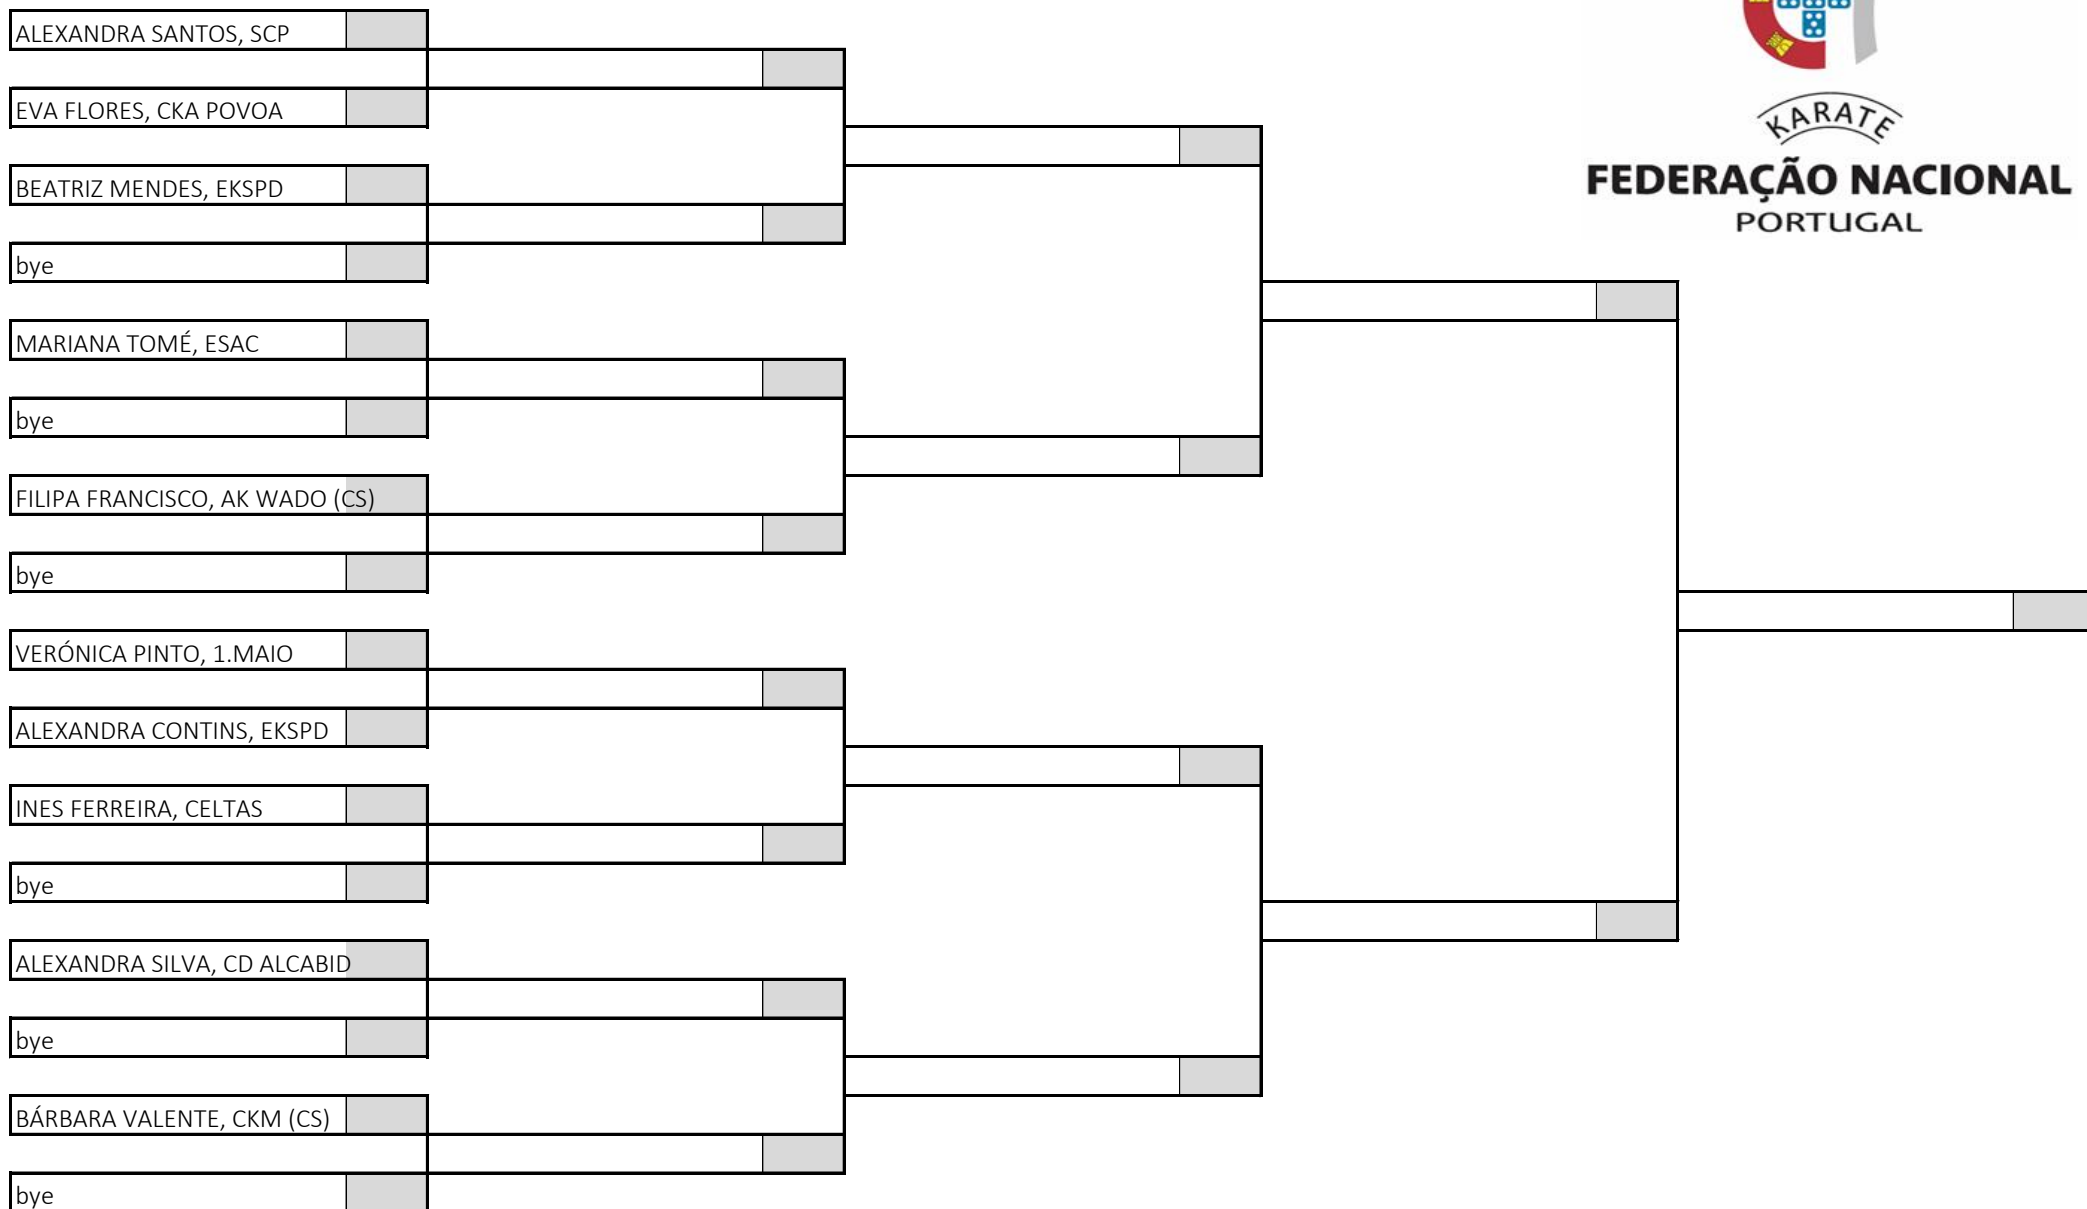 ALEXANDRA SANTOS, SCP
EVA FLORES, CKA POVOA
BEATRIZ MENDES, EKSPD
bye
MARIANA TOMÉ, ESAC
bye
FILIPA FRANCISCO, AK WADO (CS)
bye
VERÓNICA PINTO, 1.MAIO
ALEXANDRA CONTINS, EKSPD
INES FERREIRA, CELTAS
bye
ALEXANDRA SILVA, CD ALCABID
bye
BÁRBARA VALENTE, CKM (CS)
bye
KARATE
FEDERAÇÃO NACIONAL
PORTUGAL